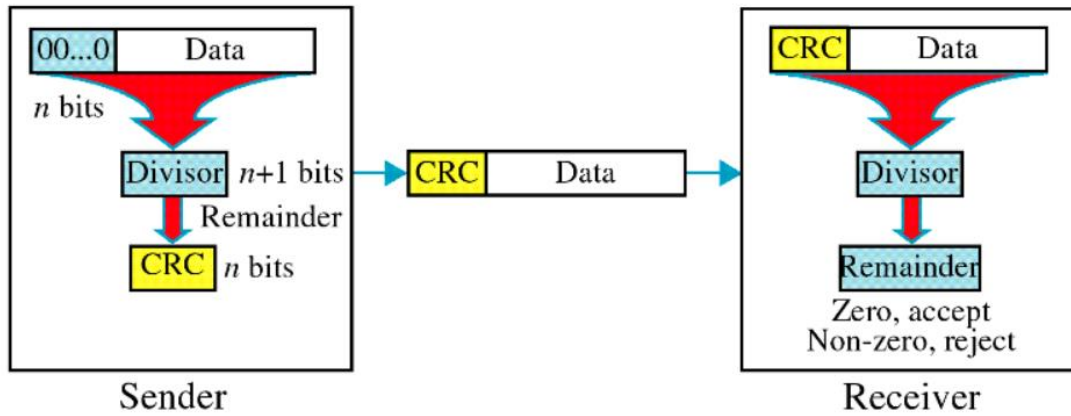 00...0 Data
n bits
Divisor n+1 bits
Remainder
CRC n bits
Sender
CRC Data
CRC Data
Divisor
Remainder
Zero, accept
Non-zero, reject
Receiver